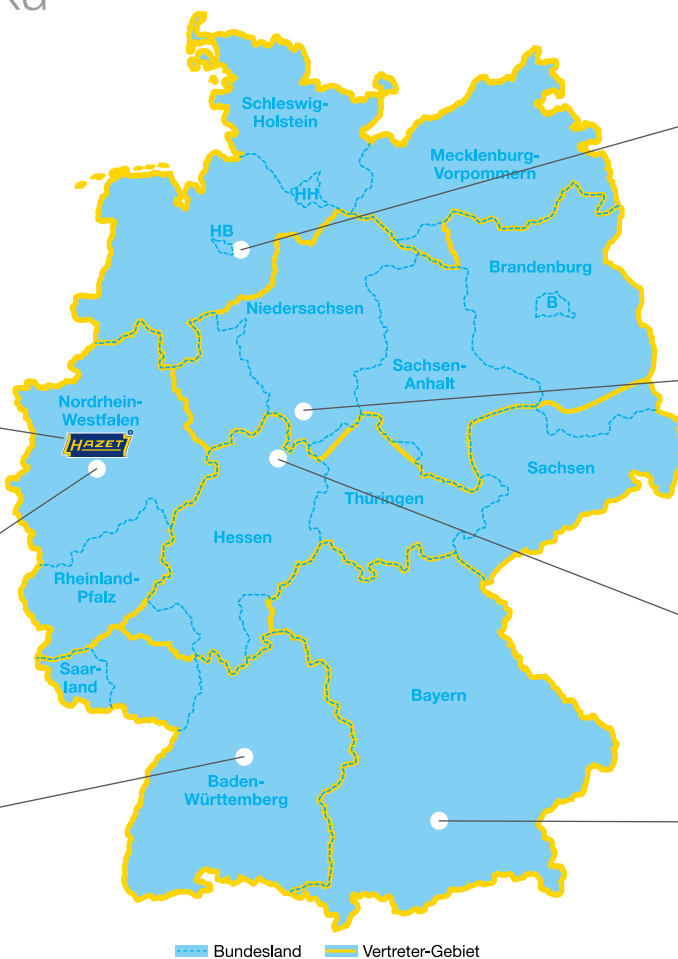 Schleswig-
Holstein
Mecklenburg-
Vorpommern
HH
HB
Brandenburg
B
Niedersachsen
Sachsen-
Anhalt
Nordrhein-
Westfalen
HAZET
Sachsen
Thüringen
Hessen
Rheinland-
Pfalz
Saar-
land
Bayern
Baden-
Württemberg
Bundesland
Vertreter-Gebiet